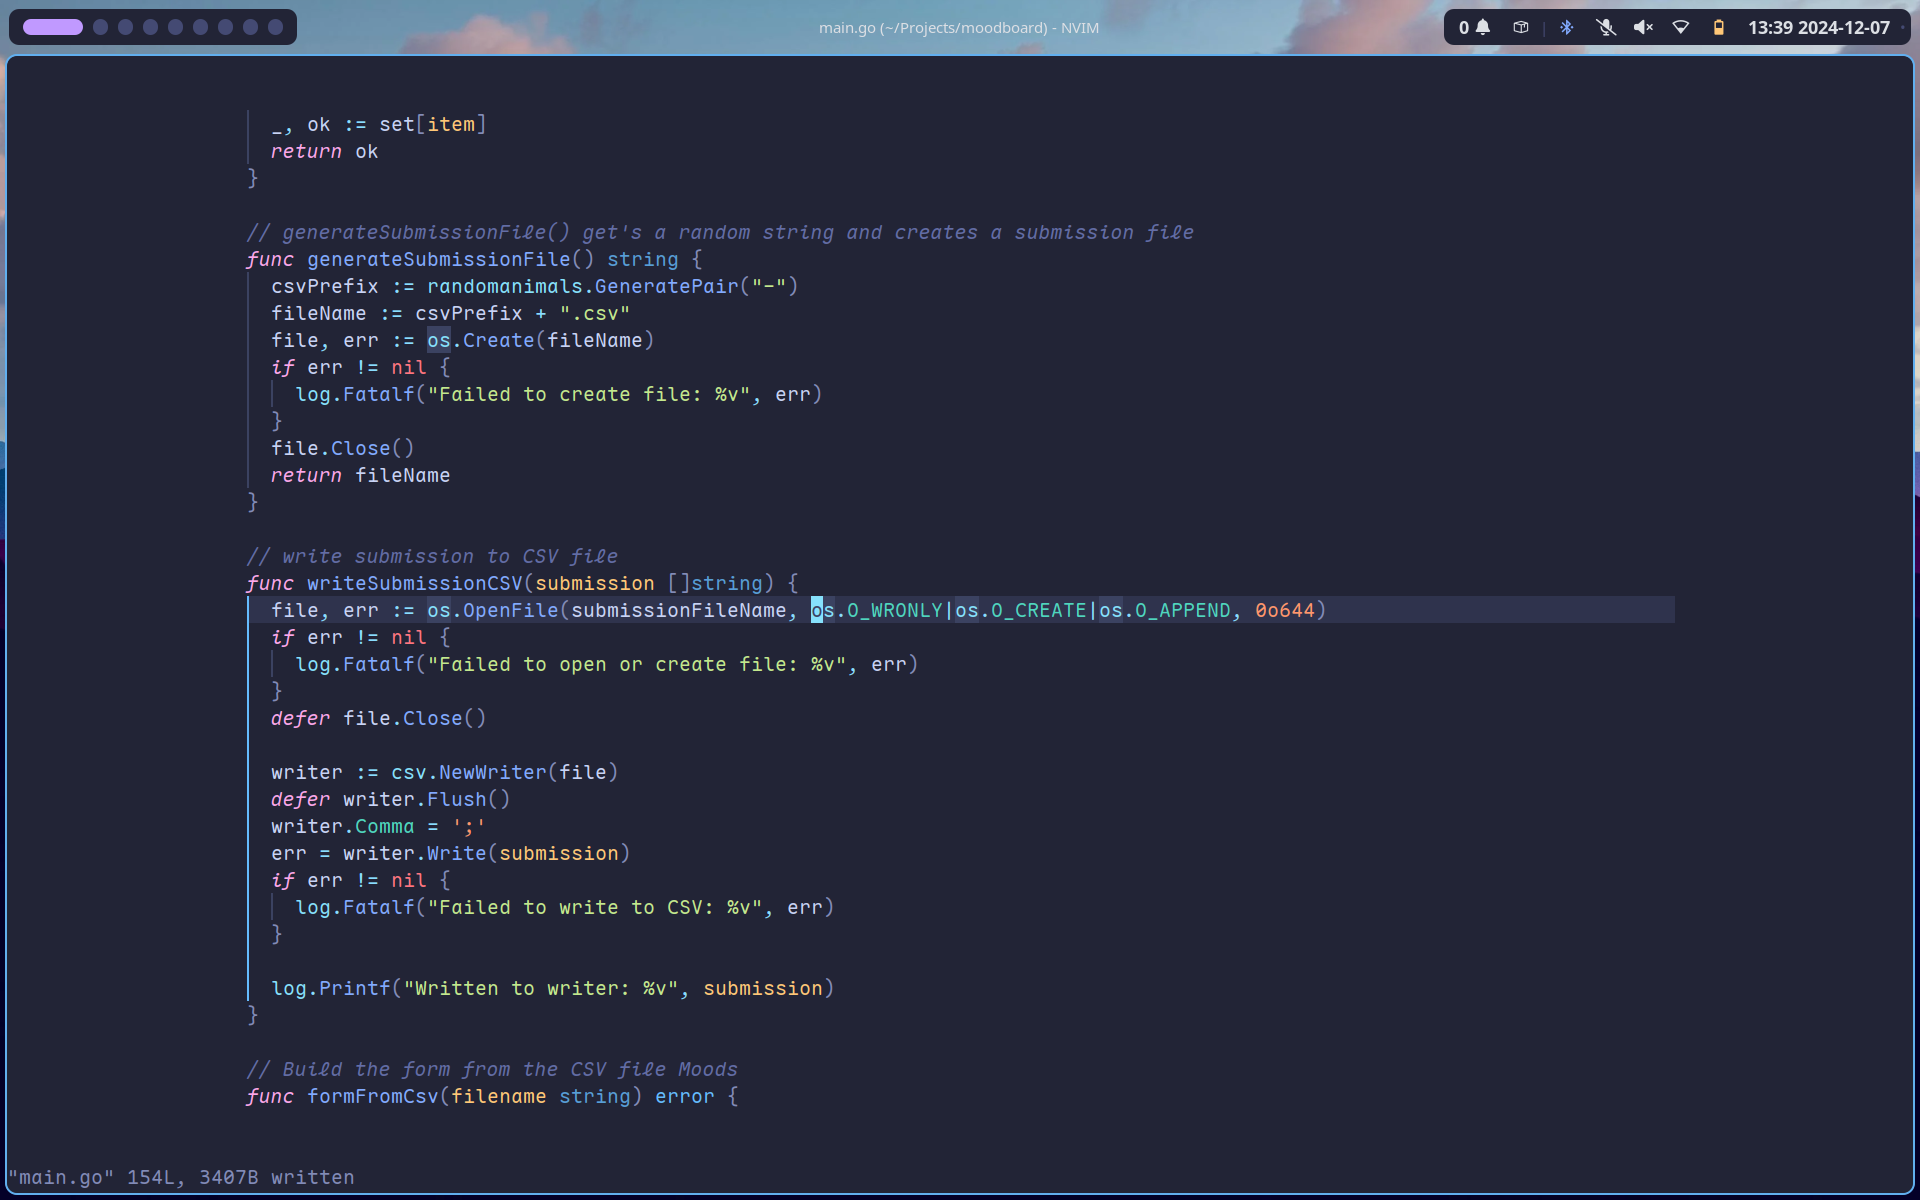 main.go (~/Projects/moodboard) - NVIM
0
13:39 2024-12-07
_, ok := set[item]
return ok
}
// generateSubmissionFile() get's a random string and creates a submission file
func generateSubmissionFile() string {
csvPrefix := randomanimals.GeneratePair("-")
fileName := csvPrefix + ".csv"
file, err := os.Create(fileName)
if err != nil {
log.Fatalf("Failed to create file: %v", err)
}
file.Close()
return fileName
}
// write submission to CSV file
func writeSubmissionCSV(submission []string) {
file, err := os.OpenFile(submissionFileName, os.O_WRONLY|os.O_CREATE|os.O_APPEND, 0o644)
if err != nil {
log.Fatalf("Failed to open or create file: %v", err)
}
defer file.Close()
writer := csv.NewWriter(file)
defer writer.Flush()
writer.Comma = ';'
err = writer.Write(submission)
if err != nil {
log.Fatalf("Failed to write to CSV: %v", err)
}
log.Printf("Written to writer: %v", submission)
}
// Build the form from the CSV file Moods
func formFromCsv(filename string) error {
"main.go" 154L, 3407B written